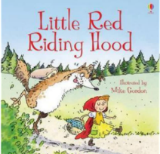 Little Red
Riding Hood
Illustrated by
Mike Gordon